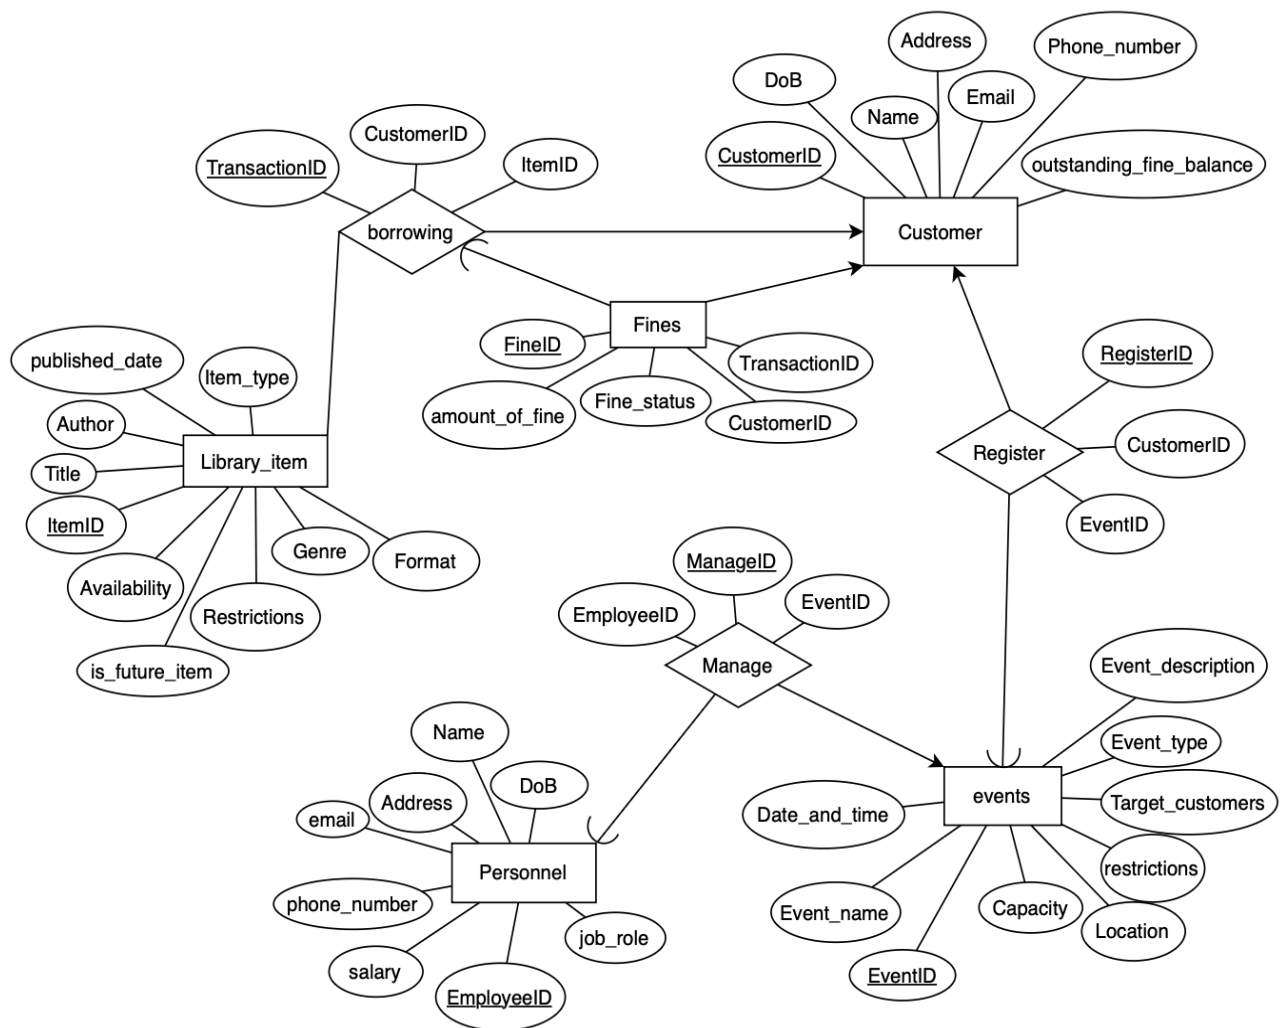 Address
Phone_number
DoB
Email
Name
CustomerID
outstanding_fine_balance
Customer
CustomerID
TransactionID
ItemID
borrowing
Fines
FineID
TransactionID
amount_of_fine
Fine_status
CustomerID
published_date
Item_type
Author
Title
Library_item
ItemID
Genre
Format
Availability
Restrictions
is_future_item
RegisterID
Register
CustomerID
EventID
ManageID
EmployeeID
EventID
Manage
Name
DoB
Address
email
Personnel
phone_number
salary
job_role
EmployeeID
Event_description
Event_type
events
Target_customers
Date_and_time
restrictions
Event_name
Capacity
Location
EventID